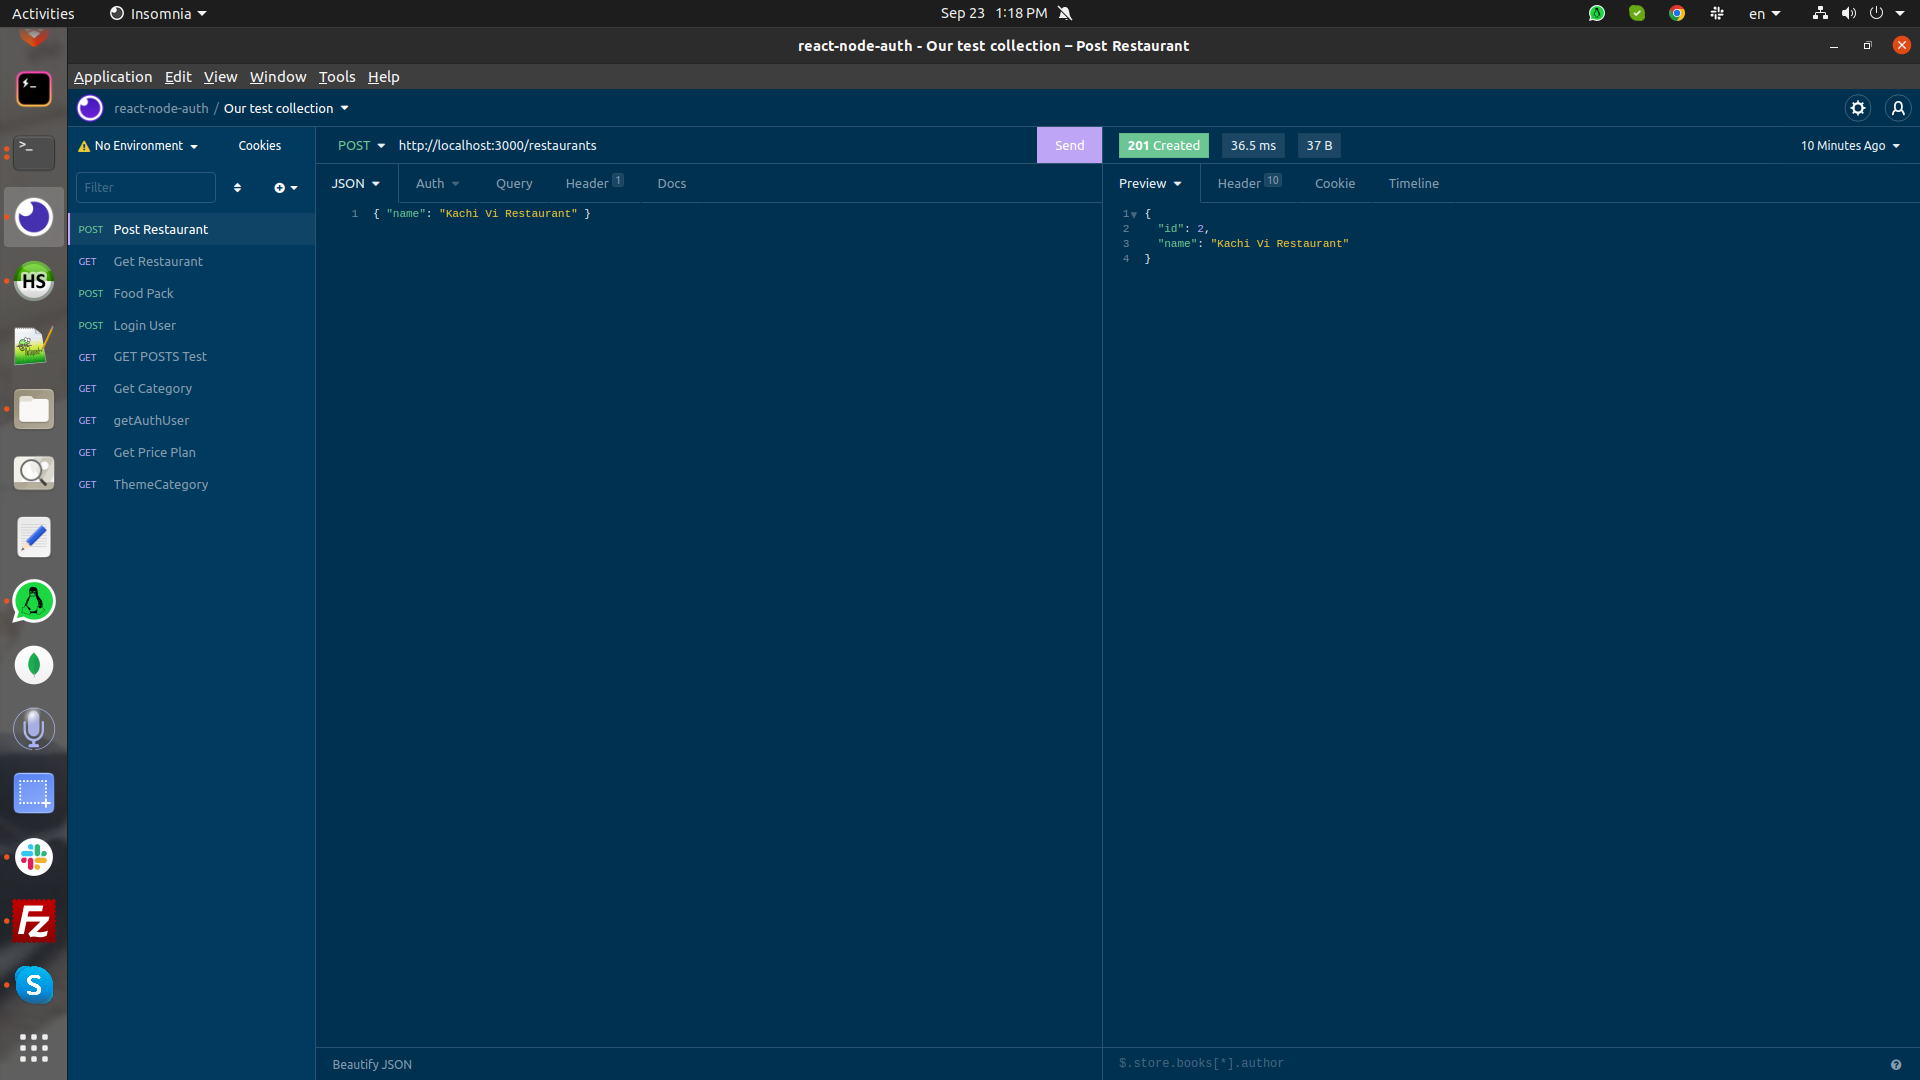 Activities
Insomnia
Sep 23 1:18 PM
en
react-node-auth - Our test collection – Post Restaurant
Application Edit View Window Tools Help
react-node-auth / Our test collection
No Environment
Cookies
POST http://localhost:3000/restaurants
Send
201 Created
36.5 ms
37 B
10 Minutes Ago
Filter
JSON
Auth
Query
Header 1
Docs
Preview
Header 10
Cookie
Timeline
POST Post Restaurant
GET Get Restaurant
POST Food Pack
POST Login User
GET GET POSTS Test
GET Get Category
GET getAuthUser
GET Get Price Plan
GET ThemeCategory
1 { "name": "Kachi Vi Restaurant" }
1 {
2 "id": 2,
3 "name": "Kachi Vi Restaurant"
4 }
HS
Fz
S
Beautify JSON
$.store.books[*].author